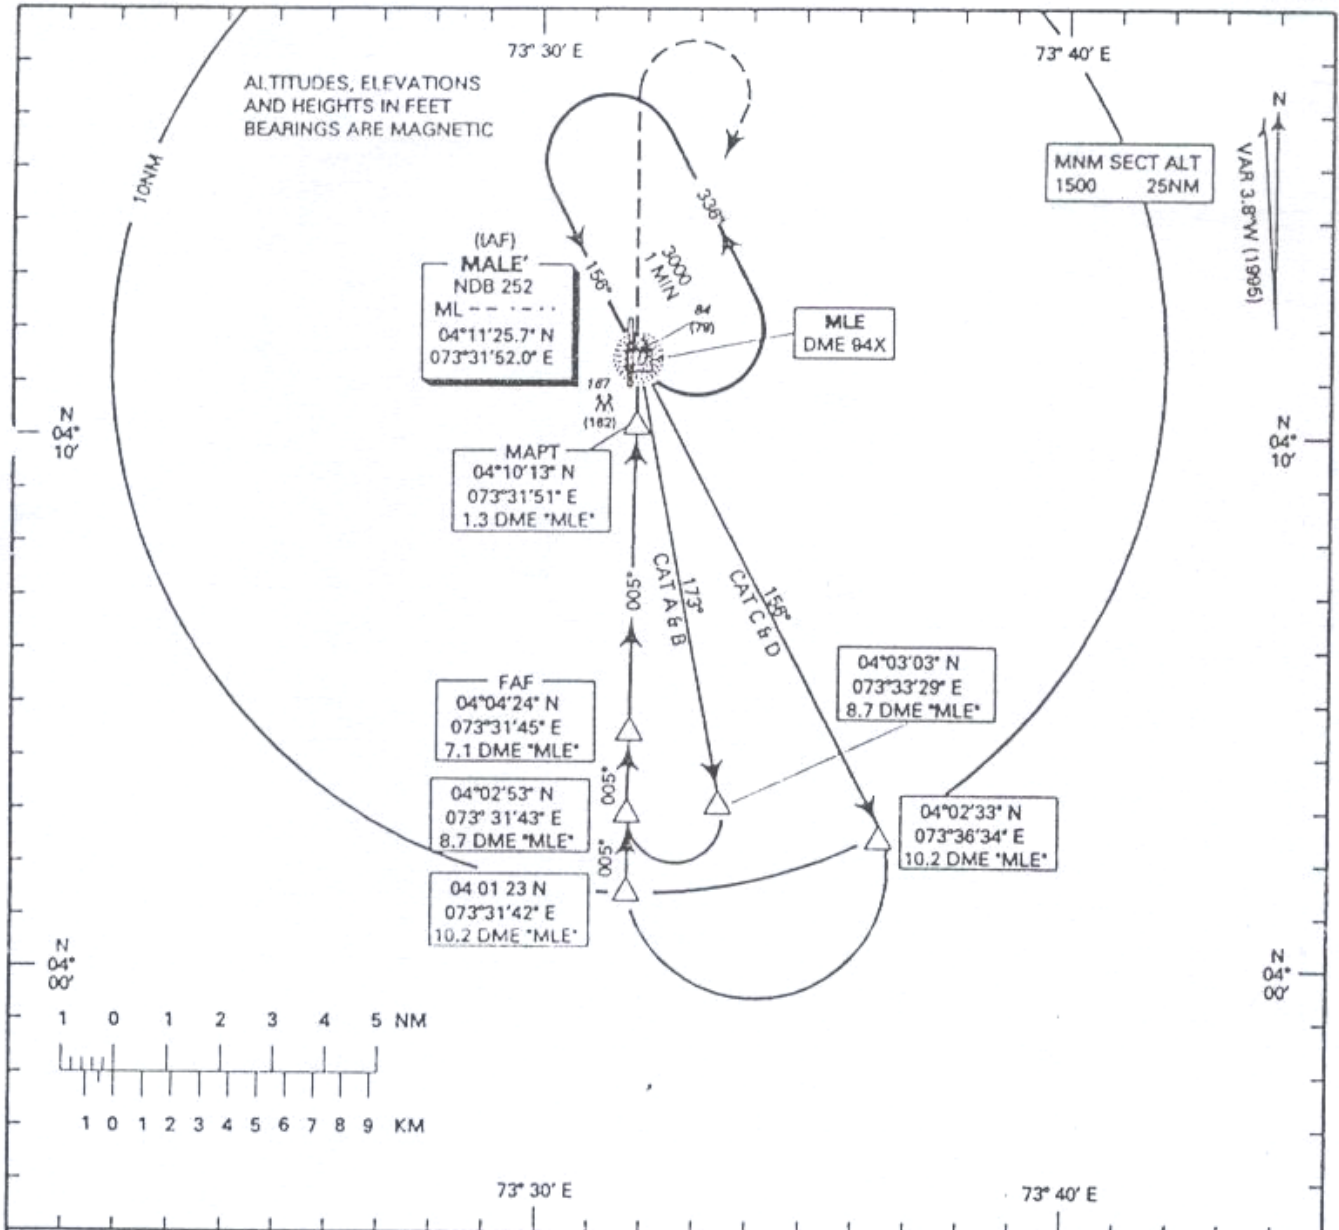 73° 30′ E
73° 40′ E
ALTITUDES, ELEVATIONS
AND HEIGHTS IN FEET
BEARINGS ARE MAGNETIC
N
10NM
MNM SECT ALT
1500 25NM
VAR 3.8°W (1995)
336°
(IAF)
MALE'
NDB 252
ML -- · - · ·
04°11'25.7" N
073°31'52.0" E
156°
3000
1 MIN
84
(79)
MLE
DME 94X
167
(162)
N
04°
10′
N
04°
10′
MAPT
04°10'13" N
073°31'51" E
1.3 DME "MLE"
005°
173°
CAT A & B
156°
CAT C & D
04°03'03" N
073°33'29" E
8.7 DME "MLE"
FAF
04°04'24" N
073°31'45" E
7.1 DME "MLE"
005°
04°02'53" N
073° 31'43" E
8.7 DME "MLE"
04°02'33" N
073°36'34" E
10.2 DME "MLE"
005°
04 01 23 N
073°31'42" E
10.2 DME "MLE"
N
04°
00′
N
04°
00′
1 0 1 2 3 4 5 NM
1 0 1 2 3 4 5 6 7 8 9 KM
73° 30′ E
73° 40′ E